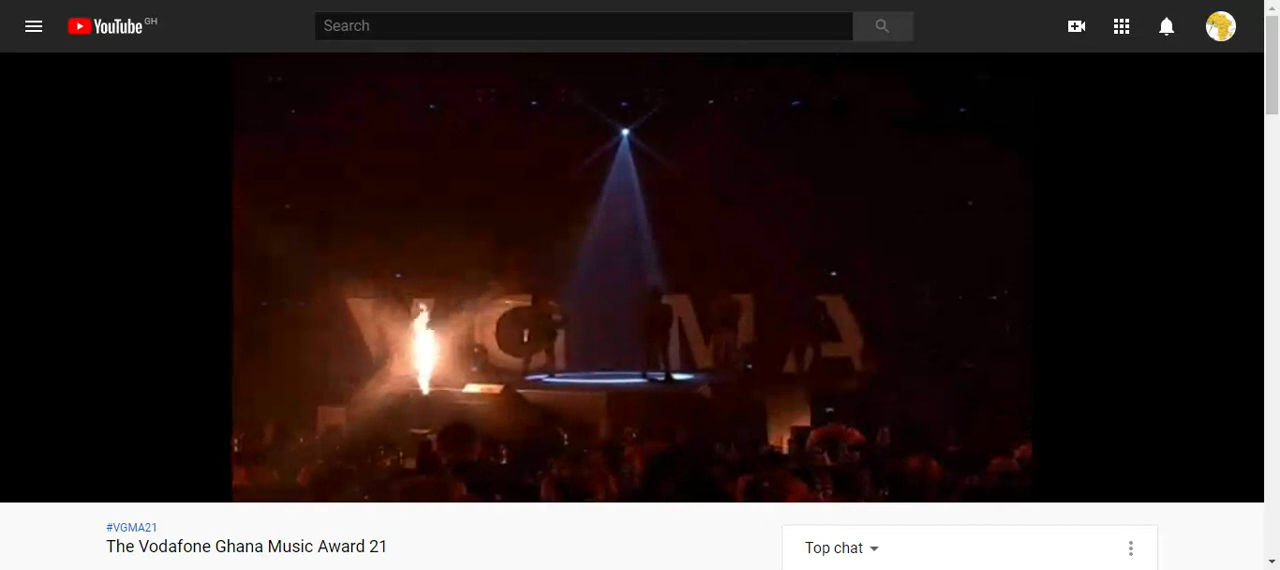 YouTube GH
Search
VGMA
#VGMA21
The Vodafone Ghana Music Award 21
Top chat